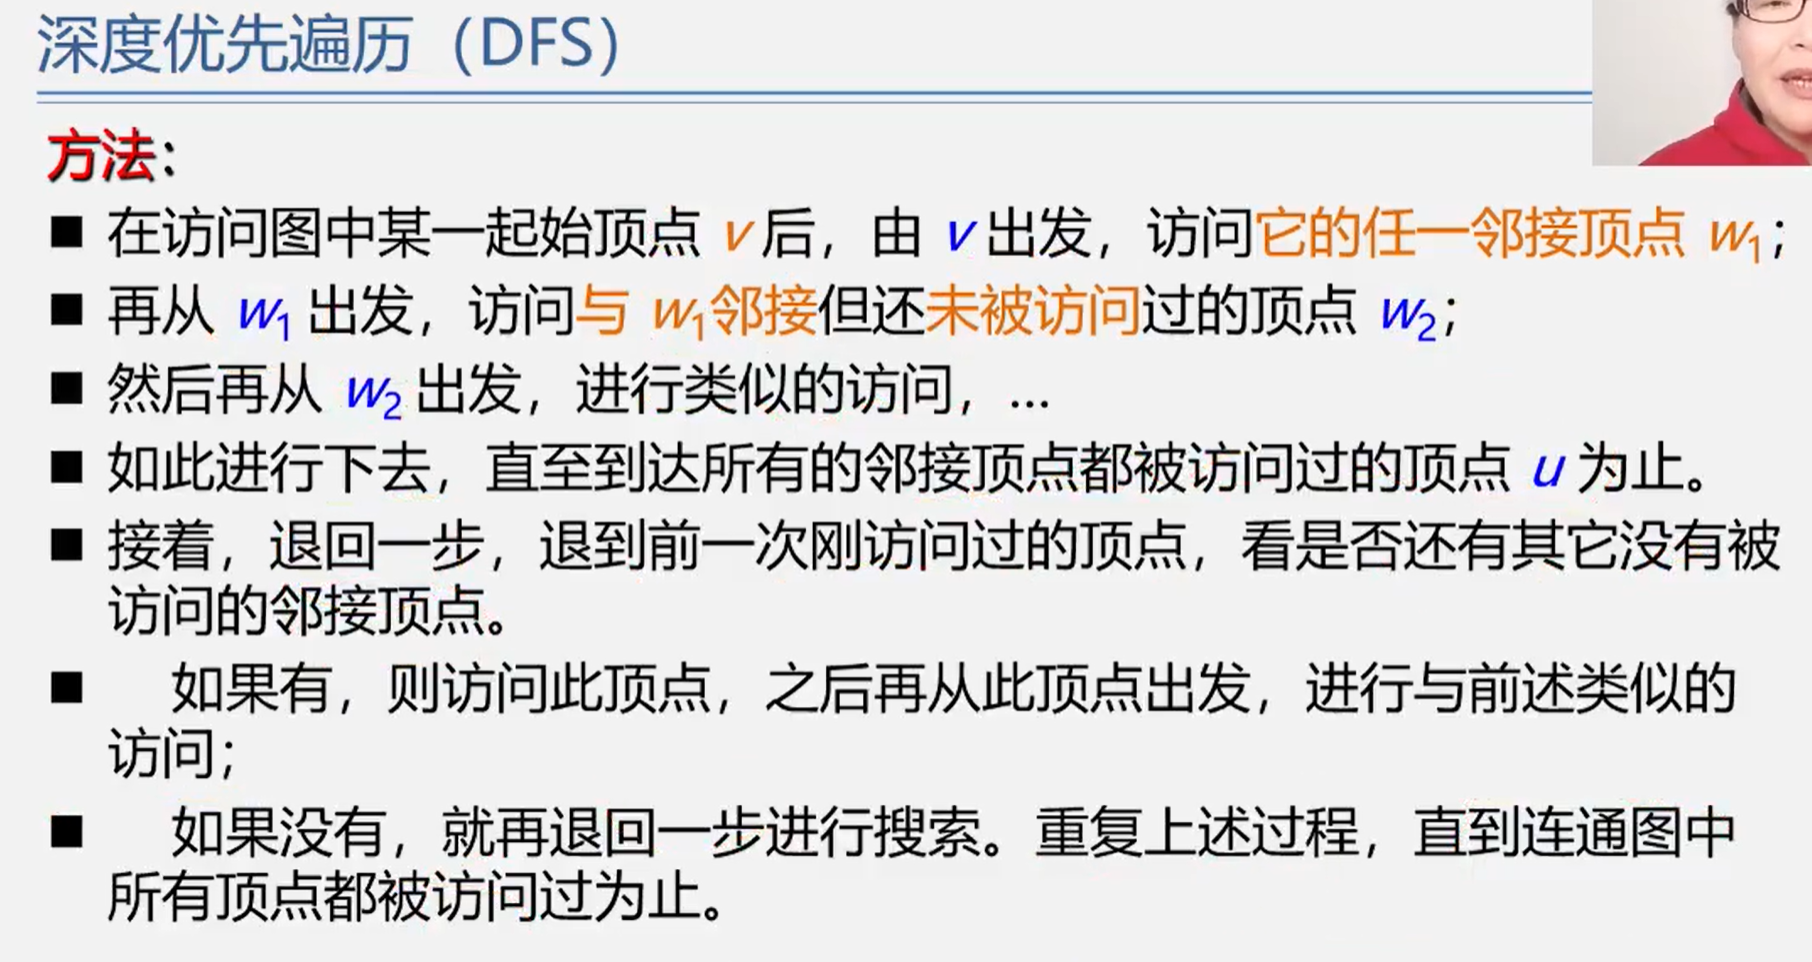 深度优先遍历（DFS）
方法：
■ 在访问图中某一起始顶点 v 后，由 v 出发，访问它的任一邻接顶点 w₁；
■ 再从 w₁ 出发，访问与 w₁邻接但还未被访问过的顶点 w₂；
■ 然后再从 w₂ 出发，进行类似的访问，…
■ 如此进行下去，直至到达所有的邻接顶点都被访问过的顶点 u 为止。
■ 接着，退回一步，退到前一次刚访问过的顶点，看是否还有其它没有被
访问的邻接顶点。
■ 如果有，则访问此顶点，之后再从此顶点出发，进行与前述类似的
访问；
■ 如果没有，就再退回一步进行搜索。重复上述过程，直到连通图中
所有顶点都被访问过为止。